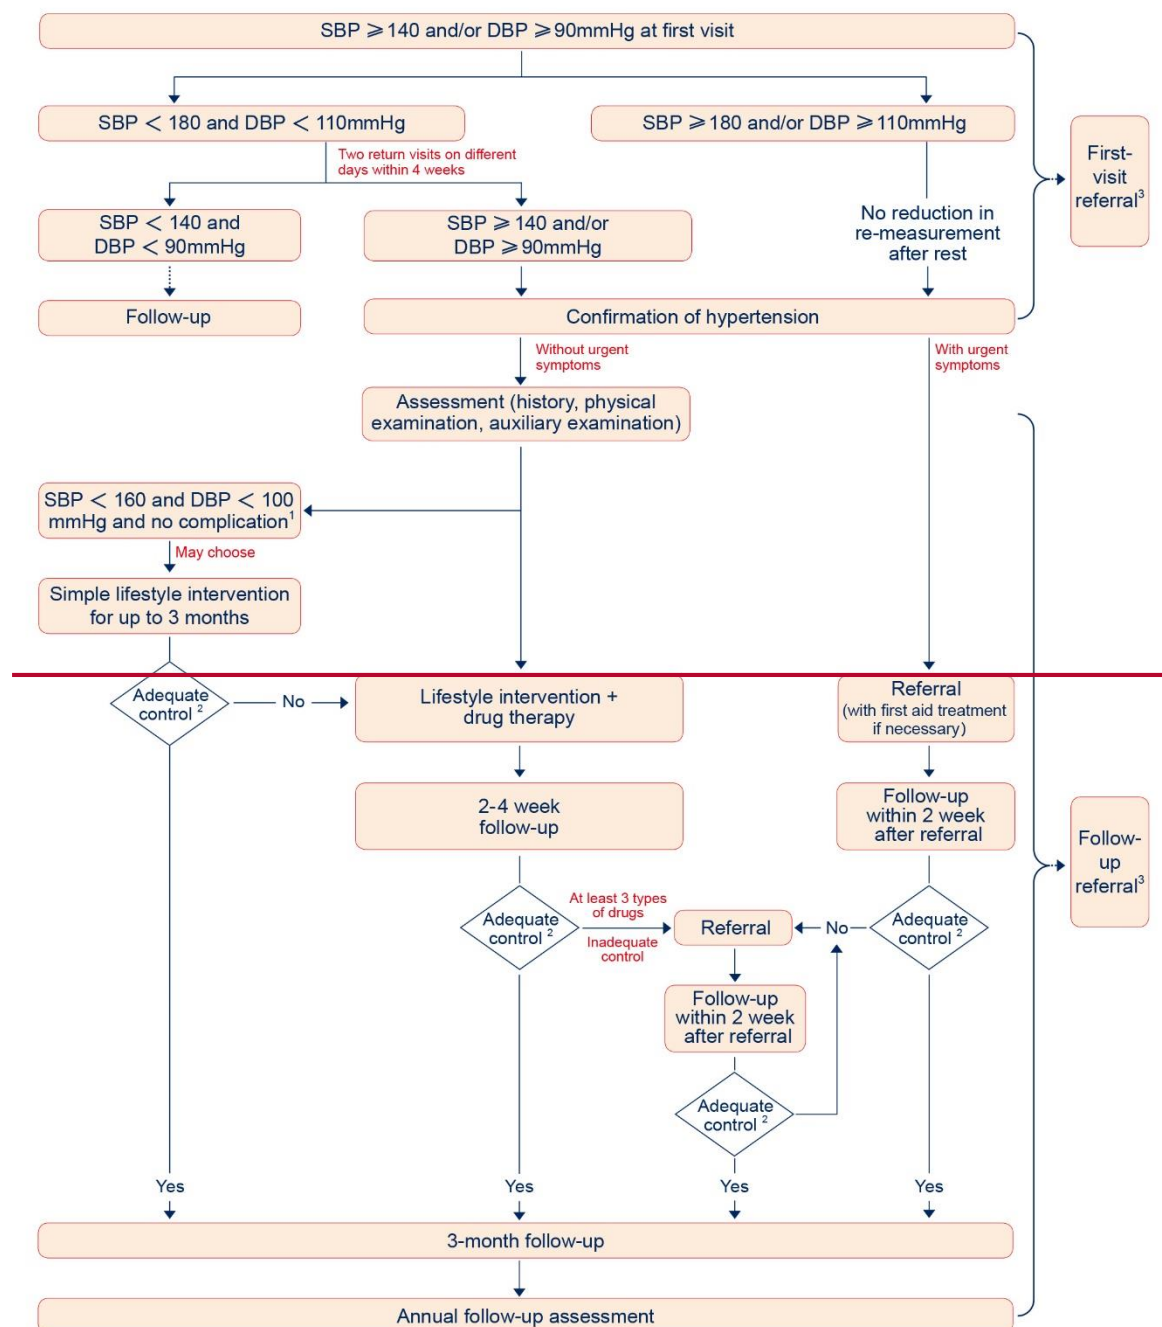 SBP ⩾ 140 and/or DBP ⩾ 90mmHg at first visit
SBP < 180 and DBP < 110mmHg
SBP ⩾ 180 and/or DBP ⩾ 110mmHg
First-
visit
referral³
Two return visits on different
days within 4 weeks
SBP < 140 and
DBP < 90mmHg
SBP ⩾ 140 and/or
DBP ⩾ 90mmHg
No reduction in
re-measurement
after rest
Follow-up
Confirmation of hypertension
Without urgent
symptoms
With urgent
symptoms
Assessment (history, physical
examination, auxiliary examination)
SBP < 160 and DBP < 100
mmHg and no complication¹
May choose
Simple lifestyle intervention
for up to 3 months
Adequate
control ²
No
Lifestyle intervention +
drug therapy
Referral
(with first aid treatment
if necessary)
2-4 week
follow-up
Follow-up
within 2 week
after referral
Follow-
up
referral³
Adequate
control ²
At least 3 types
of drugs
Inadequate
control
Referral
No
Adequate
control ²
Follow-up
within 2 week
after referral
Adequate
control ²
Yes
Yes
Yes
Yes
3-month follow-up
Annual follow-up assessment